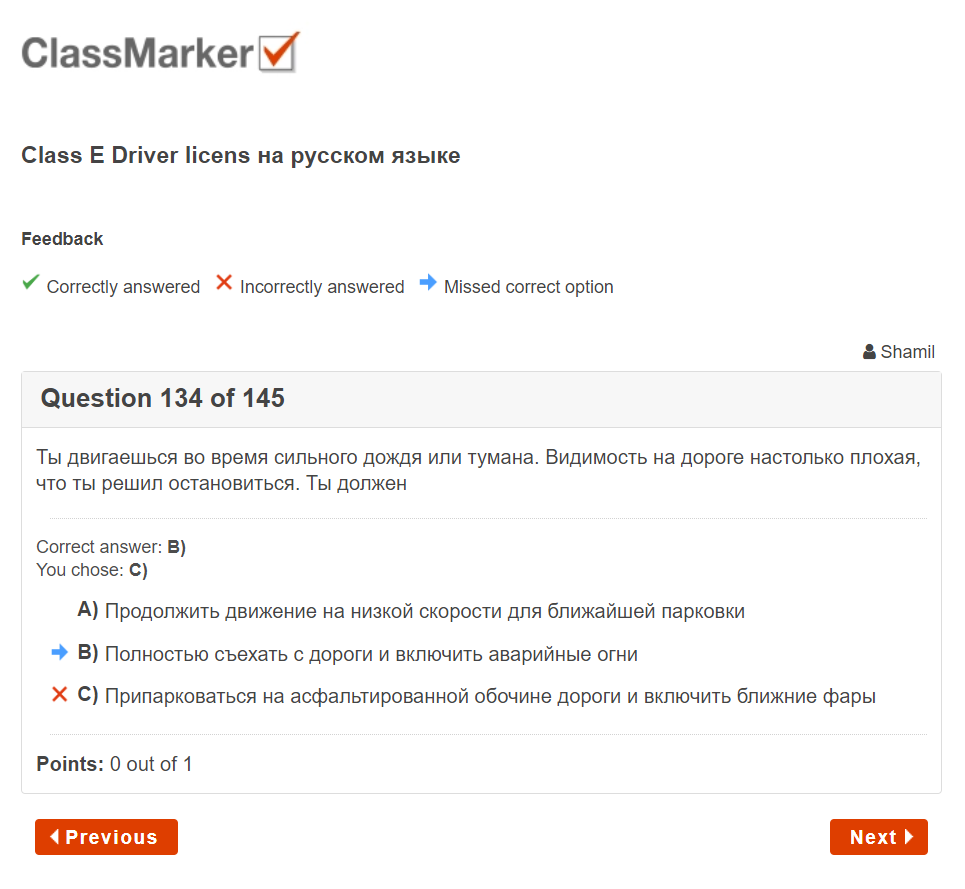 ClassMarker
Class E Driver licens на русском языке
Feedback
Correctly answered Incorrectly answered Missed correct option
Shamil
Question 134 of 145
Ты двигаешься во время сильного дождя или тумана. Видимость на дороге настолько плохая,
что ты решил остановиться. Ты должен
Correct answer: B)
You chose: C)
A) Продолжить движение на низкой скорости для ближайшей парковки
B) Полностью съехать с дороги и включить аварийные огни
C) Припарковаться на асфальтированной обочине дороги и включить ближние фары
Points: 0 out of 1
Previous Next